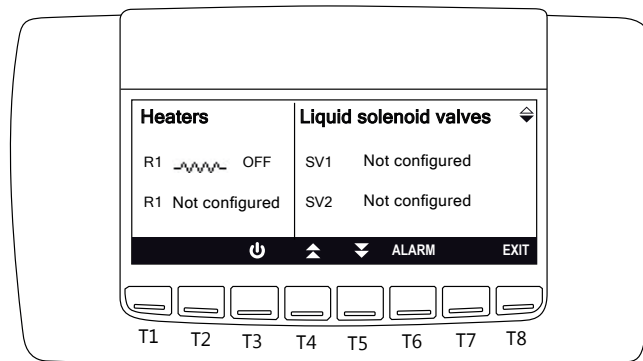 Heaters
Liquid solenoid valves
R1 OFF
SV1 Not configured
R1 Not configured
SV2 Not configured
ALARM EXIT
T1 T2 T3 T4 T5 T6 T7 T8